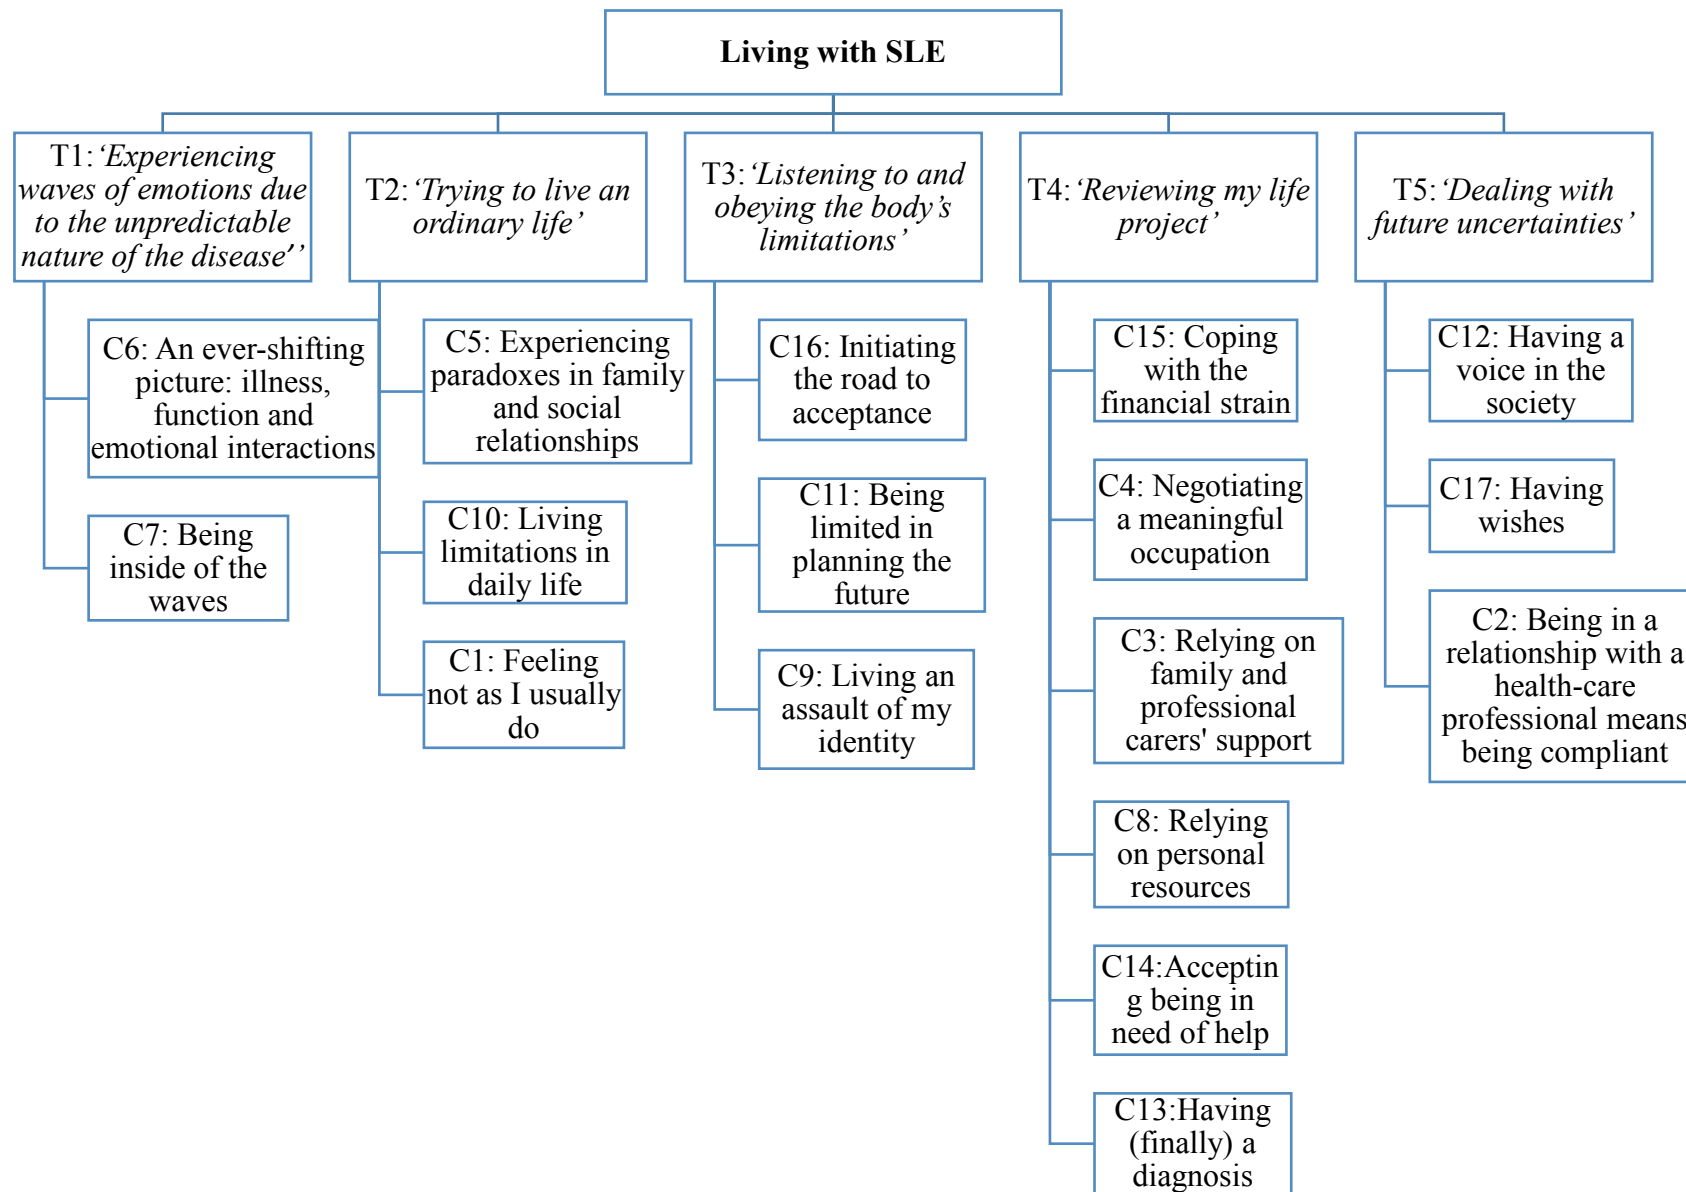 Living with SLE
T1: ‘Experiencing
waves of emotions due
to the unpredictable
nature of the disease’’
T2: ‘Trying to live an
ordinary life’
T3: ‘Listening to and
obeying the body’s
limitations’
T4: ‘Reviewing my life
project’
T5: ‘Dealing with
future uncertainties’
C6: An ever-shifting
picture: illness,
function and
emotional interactions
C7: Being
inside of the
waves
C5: Experiencing
paradoxes in family
and social
relationships
C10: Living
limitations in
daily life
C1: Feeling
not as I usually
do
C16: Initiating
the road to
acceptance
C11: Being
limited in
planning the
future
C9: Living an
assault of my
identity
C15: Coping
with the
financial strain
C4: Negotiating
a meaningful
occupation
C3: Relying on
family and
professional
carers' support
C8: Relying
on personal
resources
C14:Acceptin
g being in
need of help
C13:Having
(finally) a
diagnosis
C12: Having a
voice in the
society
C17: Having
wishes
C2: Being in a
relationship with a
health-care
professional means
being compliant